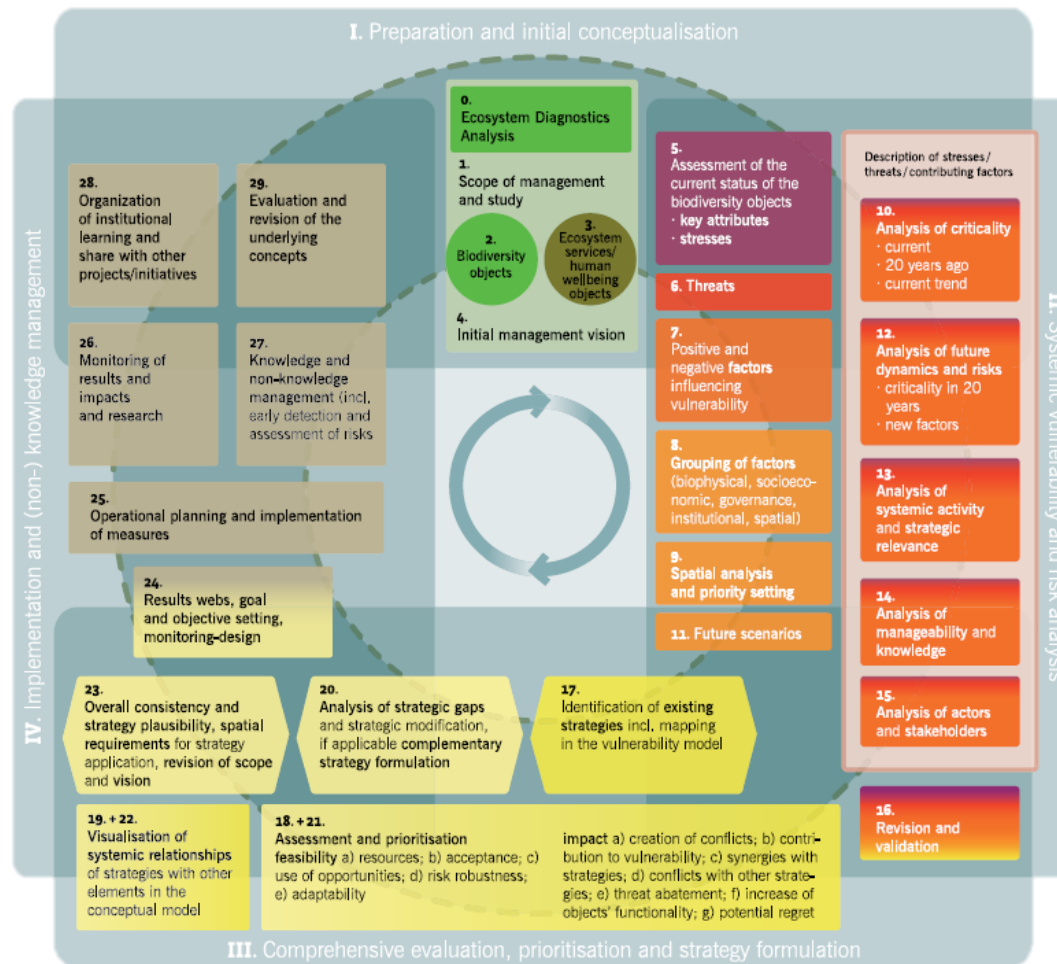 I. Preparation and initial conceptualisation
0.
Ecosystem Diagnostics
Analysis
1.
Scope of management
and study
2.
Biodiversity
objects
3.
Ecosystem
services/
human
wellbeing
objects
4.
Initial management vision
5.
Assessment of the
current status of the
biodiversity objects
· key attributes
· stresses
6. Threats
7.
Positive and
negative factors
influencing
vulnerability
8.
Grouping of factors
(biophysical, socioeco-
nomic, governance,
institutional, spatial)
9.
Spatial analysis
and priority setting
11. Future scenarios
Description of stresses/
threats/contributing factors
10.
Analysis of criticality
· current
· 20 years ago
· current trend
12.
Analysis of future
dynamics and risks
· criticality in 20
years
· new factors
13.
Analysis of
systemic activity
and strategic
relevance
14.
Analysis of
manageability and
knowledge
15.
Analysis of actors
and stakeholders
16.
Revision and
validation
17.
Identification of existing
strategies incl. mapping
in the vulnerability model
20.
Analysis of strategic gaps
and strategic modification,
if applicable complementary
strategy formulation
23.
Overall consistency and
strategy plausibility, spatial
requirements for strategy
application, revision of scope
and vision
19. + 22.
Visualisation of
systemic relationships
of strategies with other
elements in the
conceptual model
18. + 21.
Assessment and prioritisation
feasibility a) resources; b) acceptance; c)
use of opportunities; d) risk robustness;
e) adaptability
impact a) creation of conflicts; b) contri-
bution to vulnerability; c) synergies with
strategies; d) conflicts with other strate-
gies; e) threat abatement; f) increase of
objects' functionality; g) potential regret
III. Comprehensive evaluation, prioritisation and strategy formulation
24.
Results webs, goal
and objective setting,
monitoring-design
25.
Operational planning and implementation
of measures
26.
Monitoring of
results and
impacts
and research
27.
Knowledge and
non-knowledge
management (incl.
early detection and
assessment of risks
28.
Organization
of institutional
learning and
share with other
projects/initiatives
29.
Evaluation and
revision of the
underlying
concepts
IV. Implementation and (non-) knowledge management
Systemic vulnerability and risk analysis